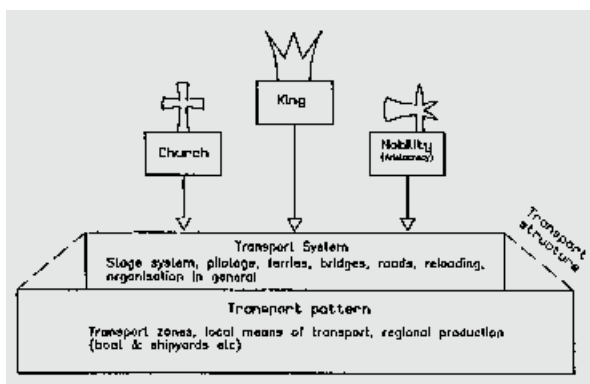 King
Church
Nobility
(Aristocracy)
Transport structure
Transport System
Stage system, pilotage, ferries, bridges, roads, reloading,
organisation in general
Transport pattern
Transport zones, local means of transport, regional production
(boat & shipyards etc)